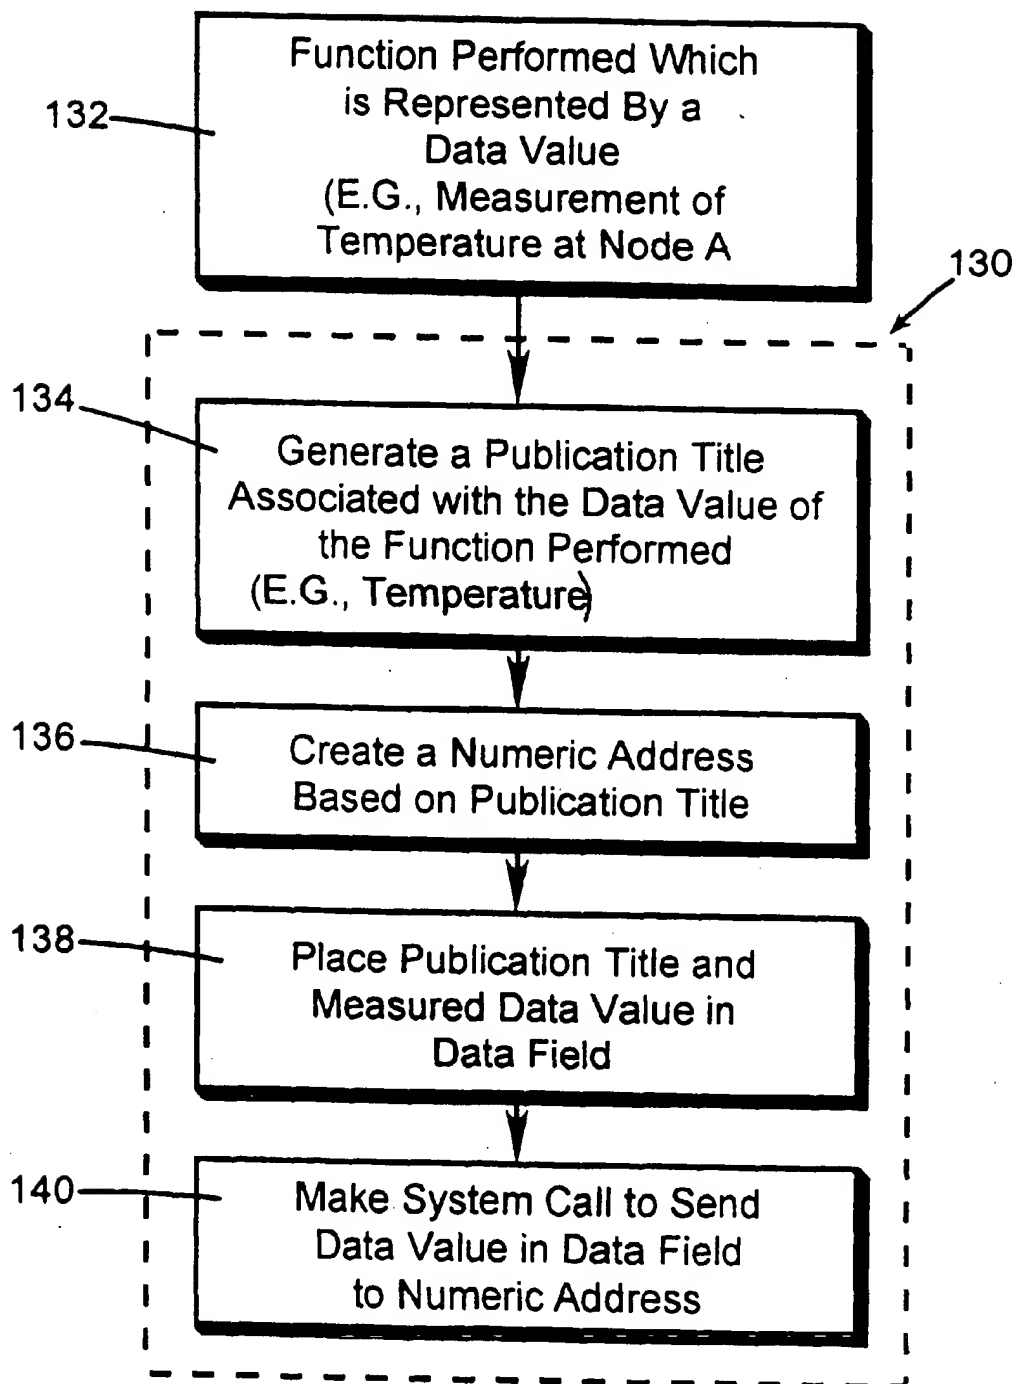 Function Performed Which
is Represented By a
Data Value
(E.G., Measurement of
Temperature at Node A
132
130
134
Generate a Publication Title
Associated with the Data Value of
the Function Performed
(E.G., Temperature)
136
Create a Numeric Address
Based on Publication Title
138
Place Publication Title and
Measured Data Value in
Data Field
140
Make System Call to Send
Data Value in Data Field
to Numeric Address